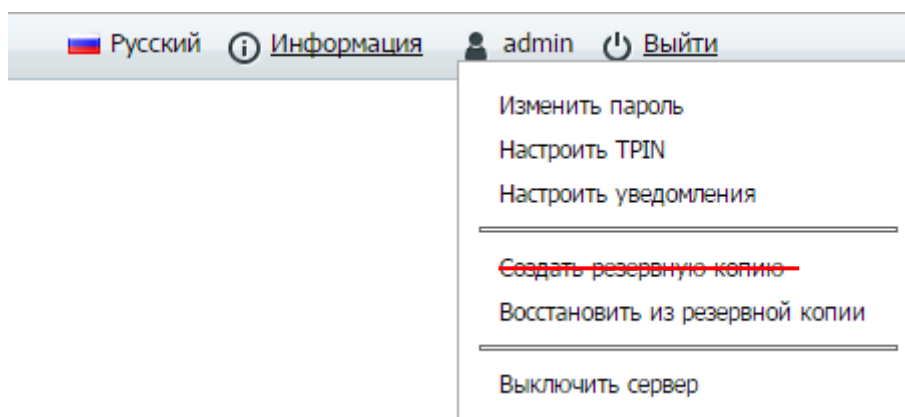 Русский Информация admin Выйти
Изменить пароль
Настроить TPIN
Настроить уведомления
Создать резервную копию
Восстановить из резервной копии
Выключить сервер